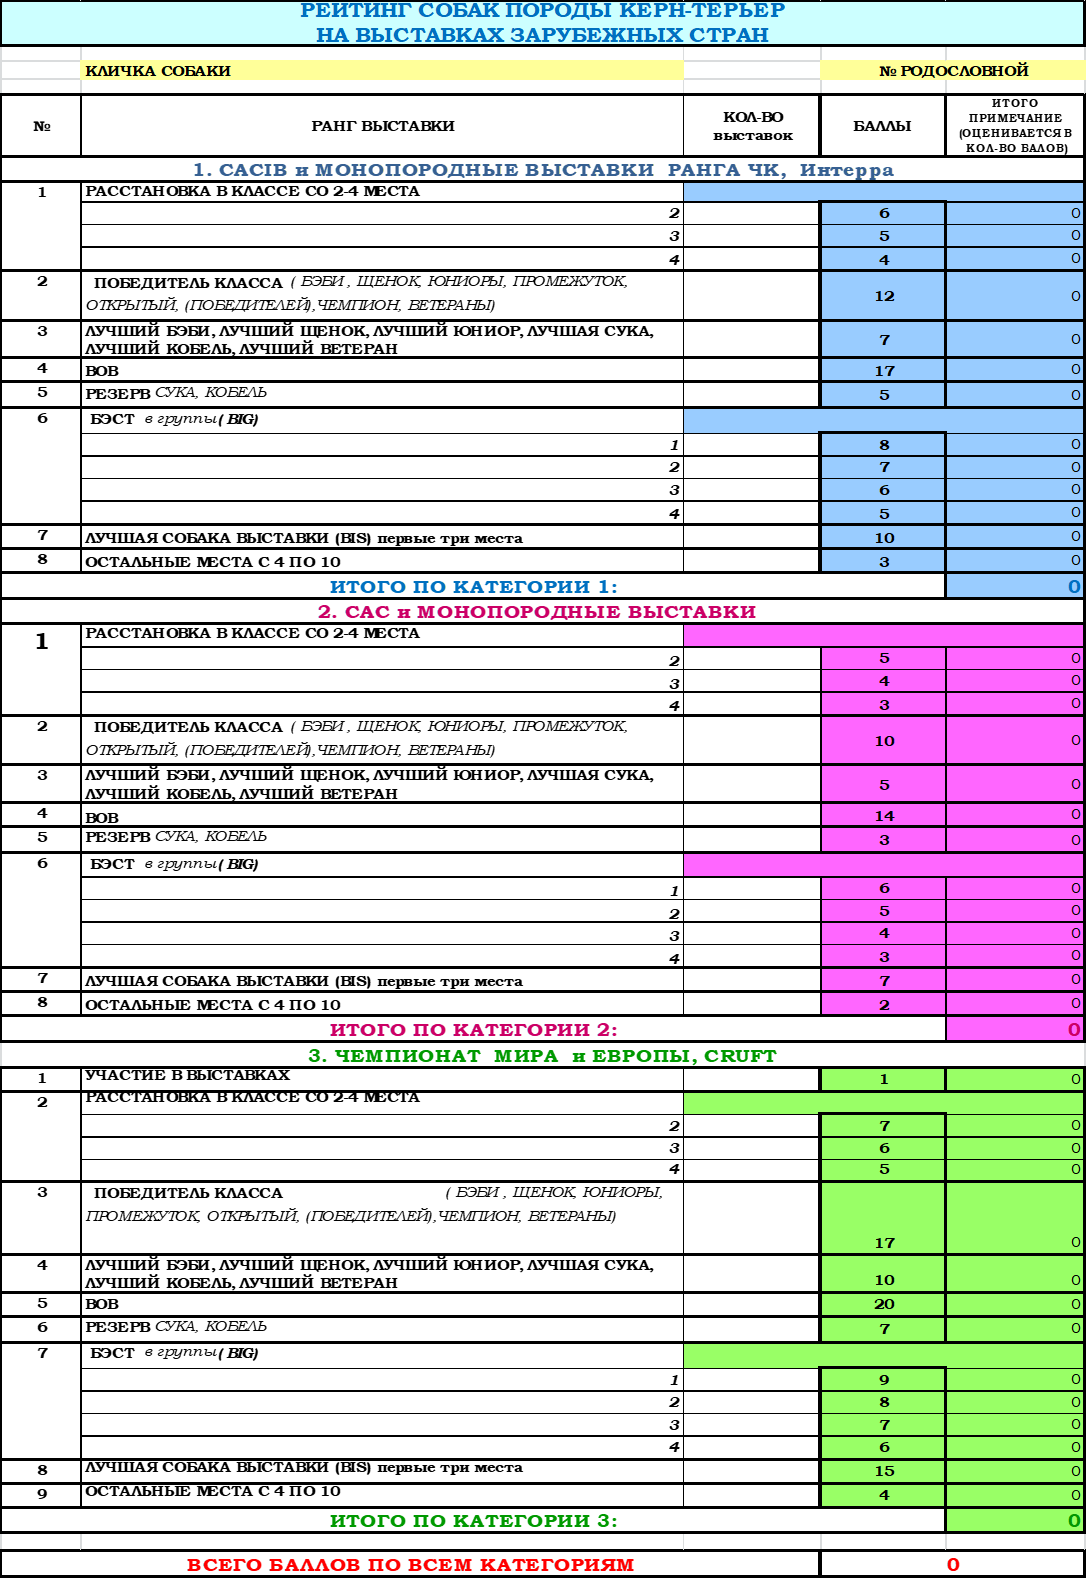 РЕЙТИНГ СОБАК ПОРОДЫ КЕРН-ТЕРЬЕР
НА ВЫСТАВКАХ ЗАРУБЕЖНЫХ СТРАН
КЛИЧКА СОБАКИ № РОДОСЛОВНОЙ
№ РАНГ ВЫСТАВКИ КОЛ-ВО выставок БАЛЛЫ ИТОГО ПРИМЕЧАНИЕ (ОЦЕНИВАЕТСЯ В КОЛ-ВО БАЛОВ)
1. CACIB и МОНОПОРОДНЫЕ ВЫСТАВКИ РАНГА ЧК, Интерра
1 РАССТАНОВКА В КЛАССЕ СО 2-4 МЕСТА
2 6 0
3 5 0
4 4 0
2 ПОБЕДИТЕЛЬ КЛАССА ( БЭБИ , ЩЕНОК, ЮНИОРЫ, ПРОМЕЖУТОК,
ОТКРЫТЫЙ, (ПОБЕДИТЕЛЕЙ),ЧЕМПИОН, ВЕТЕРАНЫ) 12 0
3 ЛУЧШИЙ БЭБИ, ЛУЧШИЙ ЩЕНОК, ЛУЧШИЙ ЮНИОР, ЛУЧШАЯ СУКА,
ЛУЧШИЙ КОБЕЛЬ, ЛУЧШИЙ ВЕТЕРАН 7 0
4 BOB 17 0
5 РЕЗЕРВ СУКА, КОБЕЛЬ 5 0
6 БЭСТ в группы( BIG)
1 8 0
2 7 0
3 6 0
4 5 0
7 ЛУЧШАЯ СОБАКА ВЫСТАВКИ (BIS) первые три места 10 0
8 ОСТАЛЬНЫЕ МЕСТА С 4 ПО 10 3 0
ИТОГО ПО КАТЕГОРИИ 1: 0
2. САС и МОНОПОРОДНЫЕ ВЫСТАВКИ
1 РАССТАНОВКА В КЛАССЕ СО 2-4 МЕСТА
2 5 0
3 4 0
4 3 0
2 ПОБЕДИТЕЛЬ КЛАССА ( БЭБИ , ЩЕНОК, ЮНИОРЫ, ПРОМЕЖУТОК,
ОТКРЫТЫЙ, (ПОБЕДИТЕЛЕЙ),ЧЕМПИОН, ВЕТЕРАНЫ) 10 0
3 ЛУЧШИЙ БЭБИ, ЛУЧШИЙ ЩЕНОК, ЛУЧШИЙ ЮНИОР, ЛУЧШАЯ СУКА,
ЛУЧШИЙ КОБЕЛЬ, ЛУЧШИЙ ВЕТЕРАН 5 0
4 BOB 14 0
5 РЕЗЕРВ СУКА, КОБЕЛЬ 3 0
6 БЭСТ в группы( BIG)
1 6 0
2 5 0
3 4 0
4 3 0
7 ЛУЧШАЯ СОБАКА ВЫСТАВКИ (BIS) первые три места 7 0
8 ОСТАЛЬНЫЕ МЕСТА С 4 ПО 10 2 0
ИТОГО ПО КАТЕГОРИИ 2: 0
3. ЧЕМПИОНАТ МИРА и ЕВРОПЫ, CRUFT
1 УЧАСТИЕ В ВЫСТАВКАХ 1 0
2 РАССТАНОВКА В КЛАССЕ СО 2-4 МЕСТА
2 7 0
3 6 0
4 5 0
3 ПОБЕДИТЕЛЬ КЛАССА ( БЭБИ , ЩЕНОК, ЮНИОРЫ,
ПРОМЕЖУТОК, ОТКРЫТЫЙ, (ПОБЕДИТЕЛЕЙ),ЧЕМПИОН, ВЕТЕРАНЫ)
17 0
4 ЛУЧШИЙ БЭБИ, ЛУЧШИЙ ЩЕНОК, ЛУЧШИЙ ЮНИОР, ЛУЧШАЯ СУКА,
ЛУЧШИЙ КОБЕЛЬ, ЛУЧШИЙ ВЕТЕРАН 10 0
5 BOB 20 0
6 РЕЗЕРВ СУКА, КОБЕЛЬ 7 0
7 БЭСТ в группы( BIG)
1 9 0
2 8 0
3 7 0
4 6 0
8 ЛУЧШАЯ СОБАКА ВЫСТАВКИ (BIS) первые три места 15 0
9 ОСТАЛЬНЫЕ МЕСТА С 4 ПО 10 4 0
ИТОГО ПО КАТЕГОРИИ 3: 0
ВСЕГО БАЛЛОВ ПО ВСЕМ КАТЕГОРИЯМ 0